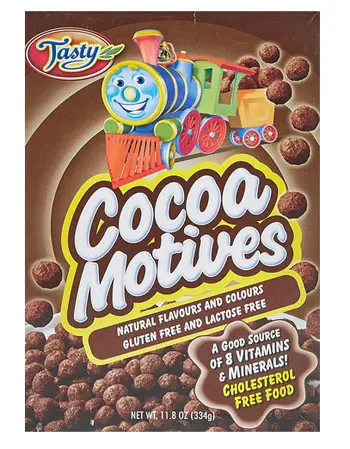 Tasty
Cocoa
Motives
NATURAL FLAVOURS AND COLOURS
GLUTEN FREE AND LACTOSE FREE
A GOOD SOURCE
OF 8 VITAMINS
& MINERALS!
CHOLESTEROL
FREE FOOD
NET WT. 11.8 OZ (334g)